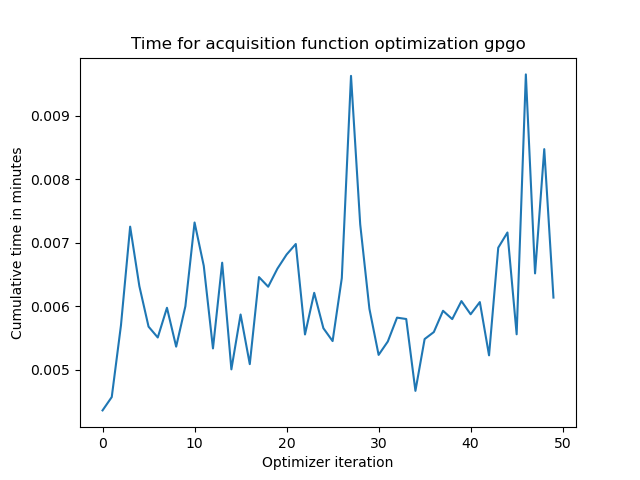 Time for acquisition function optimization gpgo
Cumulative time in minutes
0.009
0.008
0.007
0.006
0.005
0 10 20 30 40 50
Optimizer iteration